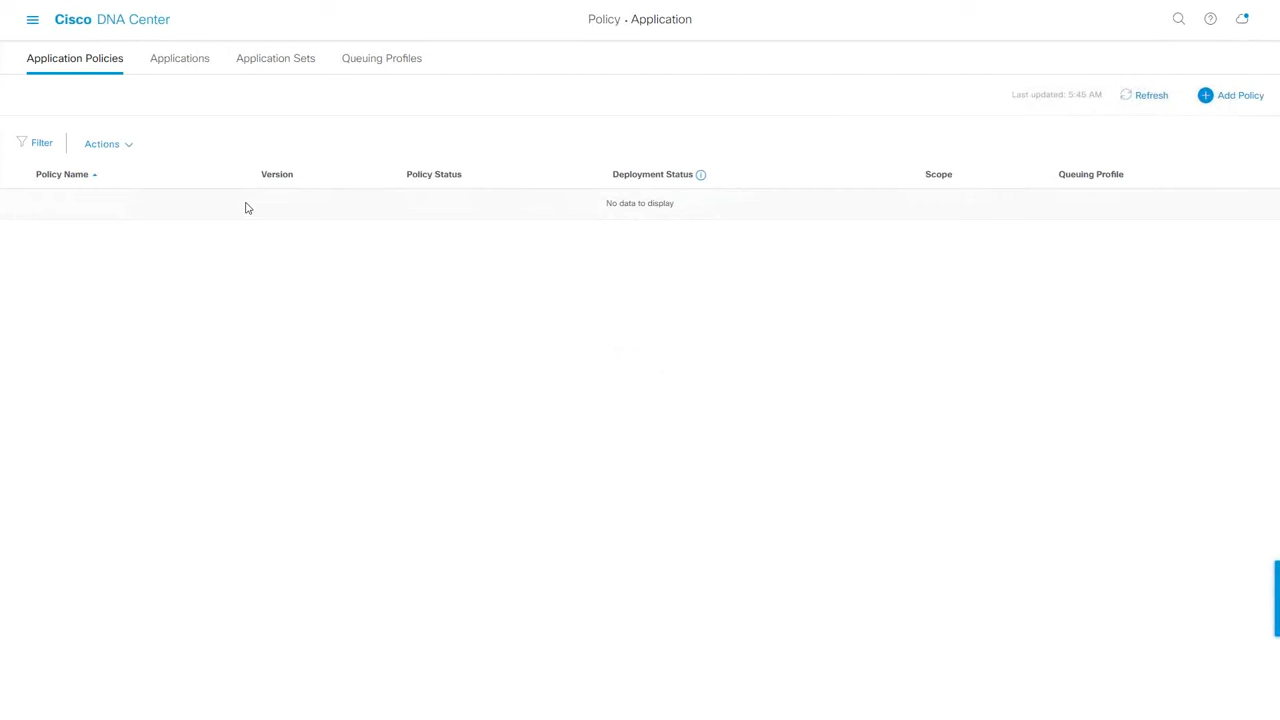 Cisco DNA Center
Policy • Application
Application Policies Applications Application Sets Queuing Profiles
Last updated: 5:45 AM Refresh Add Policy
Filter Actions
Policy Name Version Policy Status Deployment Status Scope Queuing Profile
No data to display